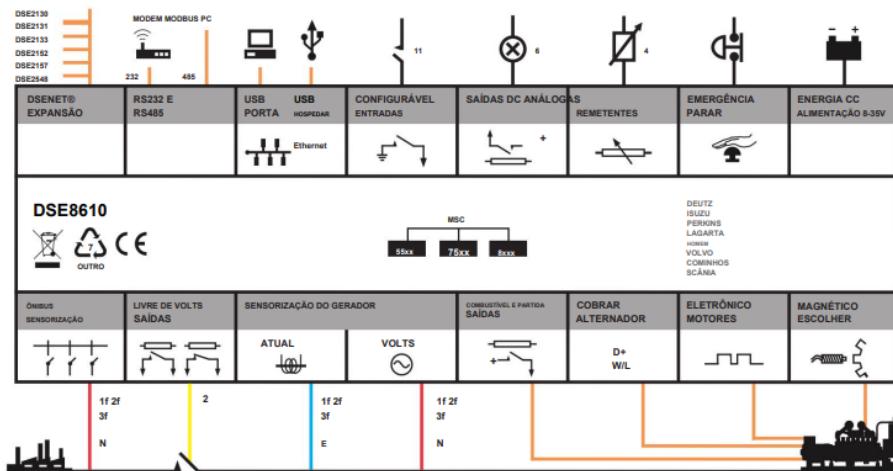 DSE2130
DSE2131
DSE2133
DSE2152
DSE2157
DSE2548
MODEM MODBUS PC
232
485
11
6
4
DSENET®
EXPANSÃO
RS232 E
RS485
USB
PORTA
USB
HOSPEDAR
CONFIGURÁVEL
ENTRADAS
SAÍDAS DC ANÁLOGAS
REMETENTES
EMERGÊNCIA
PARAR
ENERGIA CC
ALIMENTAÇÃO 8-35V
Ethernet
+
DSE8610
7
OUTRO
CE
MSC
55xx
75xx
8xxx
DEUTZ
ISUZU
PERKINS
LAGARTA
HOMEM
VOLVO
COMINHOS
SCÂNIA
ÔNIBUS
SENSORIZAÇÃO
LIVRE DE VOLTS
SAÍDAS
SENSORIZAÇÃO DO GERADOR
COMBUSTÍVEL E PARTIDA
SAÍDAS
COBRAR
ALTERNADOR
ELETRÔNICO
MOTORES
MAGNÉTICO
ESCOLHER
ATUAL
VOLTS
+
D+
W/L
1f 2f
3f
N
2
1f 2f
3f
E
1f 2f
3f
N